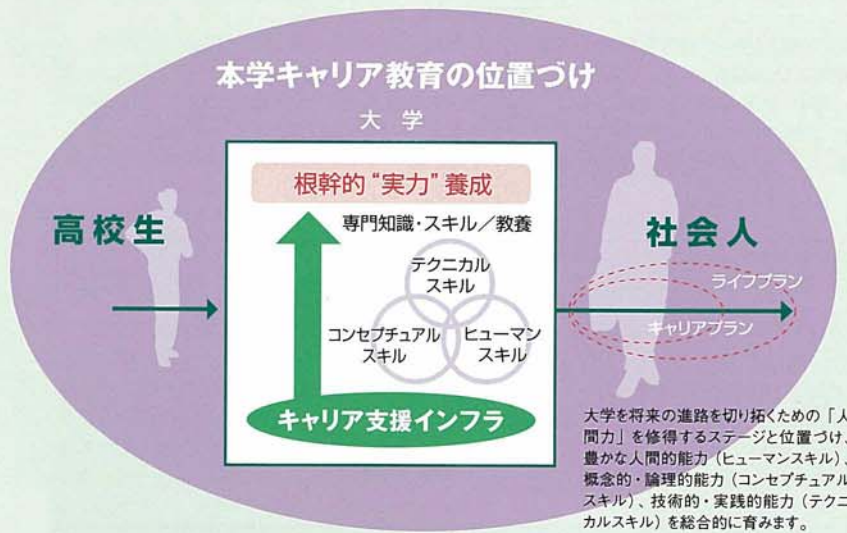 本学キャリア教育の位置づけ
大学
根幹的“実力”養成
専門知識・スキル／教養
高校生
社会人
テクニカル
スキル
ライフプラン
コンセプチュアル
スキル
ヒューマン
スキル
キャリアプラン
キャリア支援インフラ
大学を将来の進路を切り拓くための「人
間力」を修得するステージと位置づけ、
豊かな人間的能力（ヒューマンスキル）、
概念的・論理的能力（コンセプチュアル
スキル）、技術的・実践的能力（テクニ
カルスキル）を総合的に育みます。